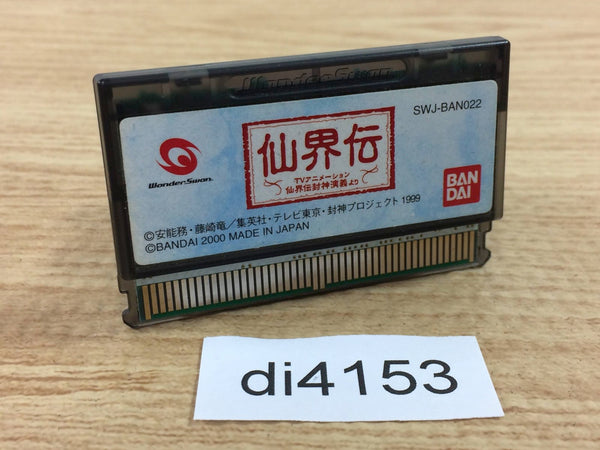 WonderSwan
SWJ-BAN022
仙界伝
TVアニメーション
仙界伝封神演義より
WonderSwan.
BAN
DAI
©安能務・藤崎竜/集英社・テレビ東京・封神プロジェクト 1999
©BANDAI 2000 MADE IN JAPAN
di4153